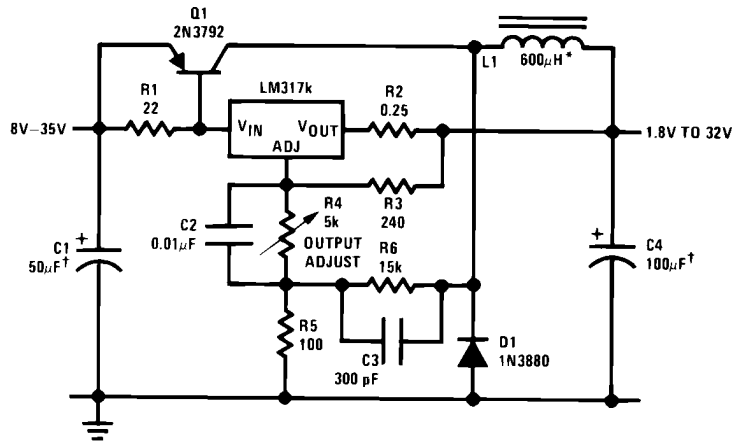 Q1
2N3792
L1
600µH*
R1
22
LM317k
R2
0.25
8V–35V
VIN
VOUT
ADJ
1.8V TO 32V
R4
5k
R3
240
C2
0.01µF
OUTPUT
ADJUST
R6
15k
+
C1
50µF†
+
C4
100µF†
R5
100
C3
300 pF
D1
1N3880